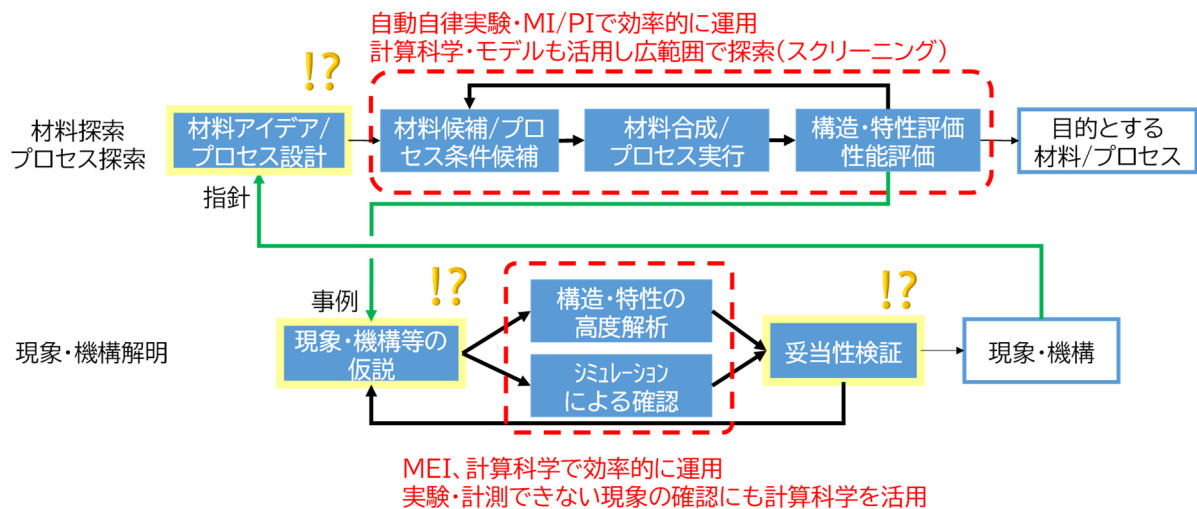 自動自律実験・MI/PIで効率的に運用
計算科学・モデルも活用し広範囲で探索(スクリーニング)
!?
材料探索
プロセス探索
材料アイデア/
プロセス設計
材料候補/プロ
セス条件候補
材料合成/
プロセス実行
構造・特性評価
性能評価
目的とする
材料/プロセス
指針
事例
!?
!?
現象・機構解明
現象・機構等の
仮説
構造・特性の
高度解析
シミュレーション
による確認
妥当性検証
現象・機構
MEI、計算科学で効率的に運用
実験・計測できない現象の確認にも計算科学を活用